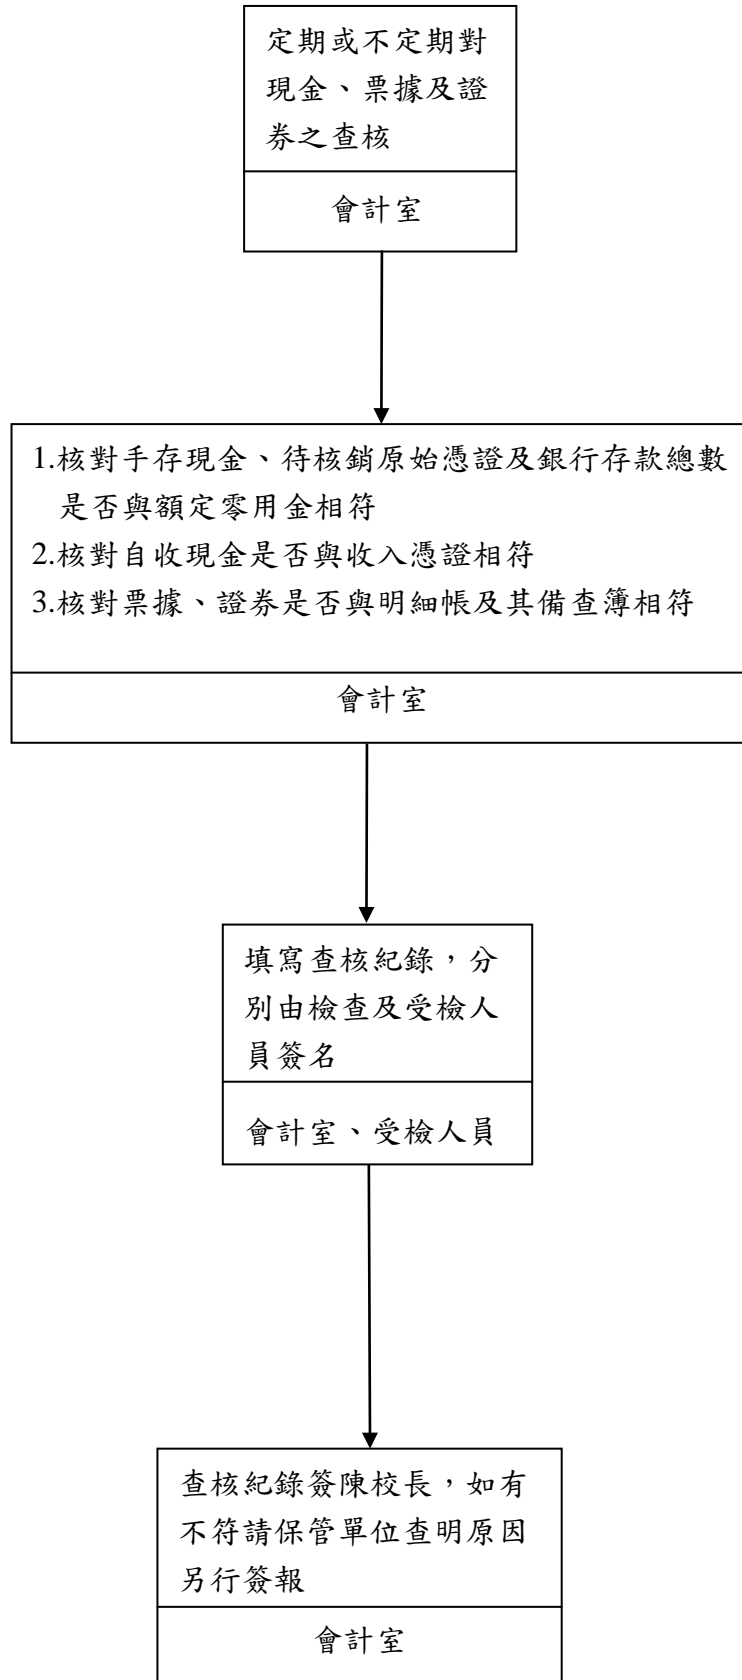 定期或不定期對
現金、票據及證
券之查核
會計室
1.核對手存現金、待核銷原始憑證及銀行存款總數
是否與額定零用金相符
2.核對自收現金是否與收入憑證相符
3.核對票據、證券是否與明細帳及其備查簿相符
會計室
填寫查核紀錄，分
別由檢查及受檢人
員簽名
會計室、受檢人員
查核紀錄簽陳校長，如有
不符請保管單位查明原因
另行簽報
會計室